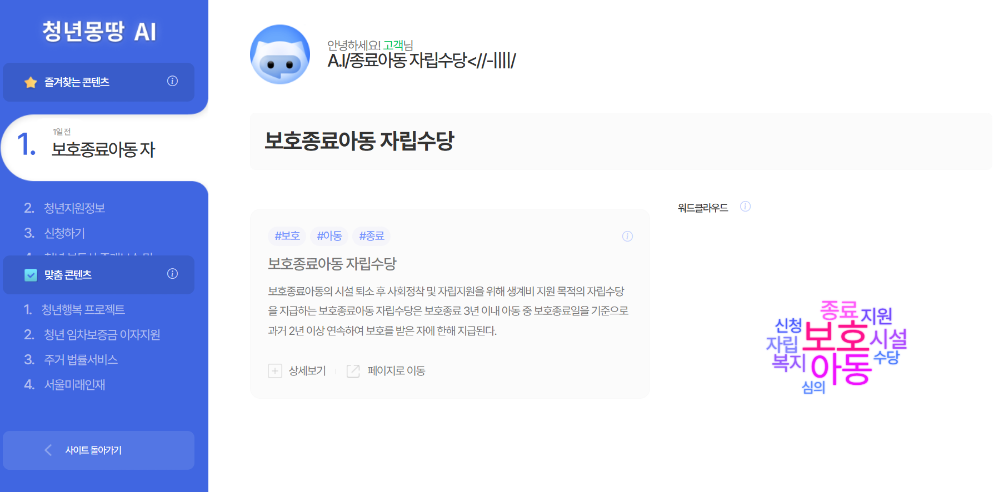 청년몽땅 AI
즐겨찾는 콘텐츠
1일 전
1. 보호종료아동 자
2. 청년지원정보
3. 신청하기
맞춤 콘텐츠
1. 청년행복 프로젝트
2. 청년 임차보증금 이자지원
3. 주거 법률서비스
4. 서울미래인재
사이트 돌아가기
안녕하세요! 고객님
A.I/종료아동 자립수당<//-||||/
보호종료아동 자립수당
#보호 #아동 #종료
보호종료아동 자립수당
보호종료아동의 시설 퇴소 후 사회정착 및 자립지원을 위해 생계비 지원 목적의 자립수당
을 지급하는 보호종료아동 자립수당은 보호종료 3년 이내 아동 중 보호종료일을 기준으로
과거 2년 이상 연속하여 보호를 받은 자에 한해 지급된다.
상세보기 페이지로 이동
워드클라우드
종료 지원
신청 보호 시설
자립 수당
복지 아동
심의